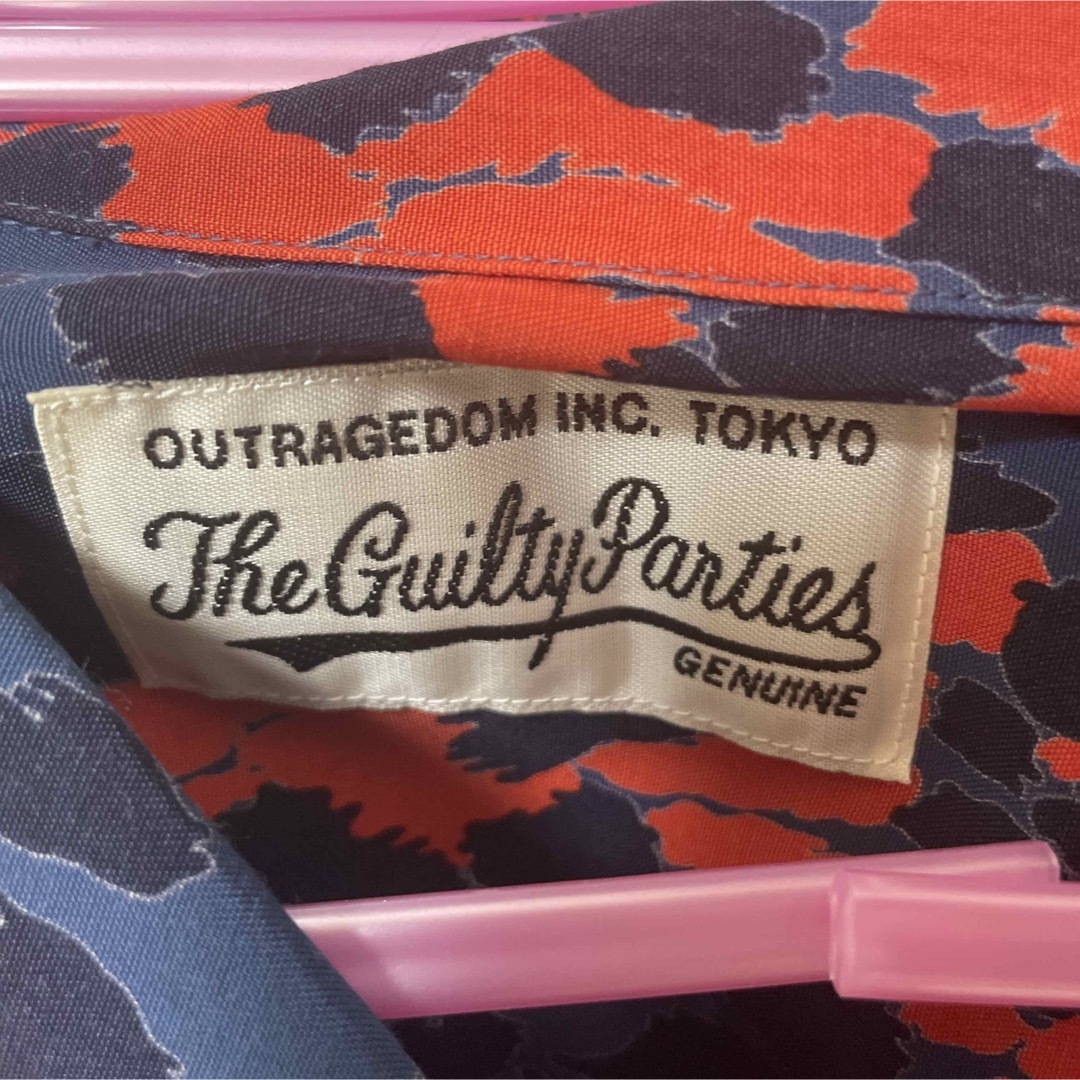 OUTRAGEDOM INC. TOKYO
The Guilty Parties
GENUINE